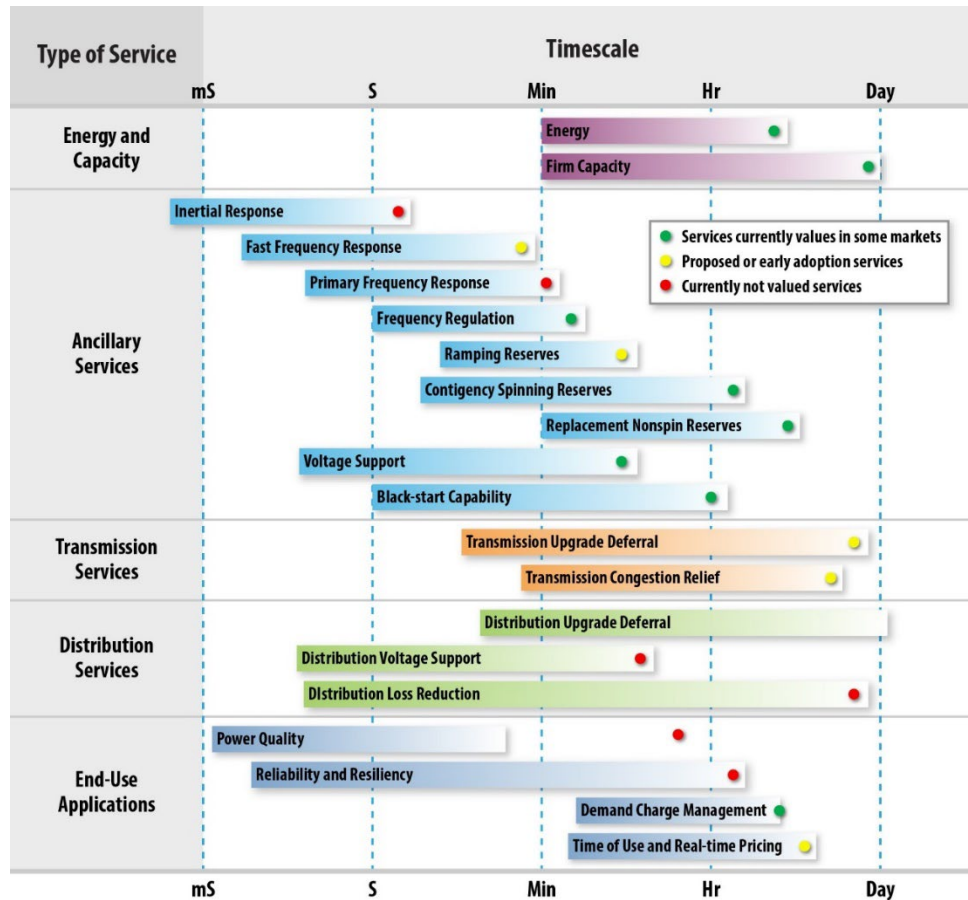 Type of Service
Timescale
mS S Min Hr Day
Energy and
Capacity
Energy
Firm Capacity
Ancillary
Services
Inertial Response
Fast Frequency Response
Primary Frequency Response
Frequency Regulation
Ramping Reserves
Contigency Spinning Reserves
Replacement Nonspin Reserves
Voltage Support
Black-start Capability
Services currently values in some markets
Proposed or early adoption services
Currently not valued services
Transmission
Services
Transmission Upgrade Deferral
Transmission Congestion Relief
Distribution
Services
Distribution Upgrade Deferral
Distribution Voltage Support
DIstribution Loss Reduction
End-Use
Applications
Power Quality
Reliability and Resiliency
Demand Charge Management
Time of Use and Real-time Pricing
mS S Min Hr Day